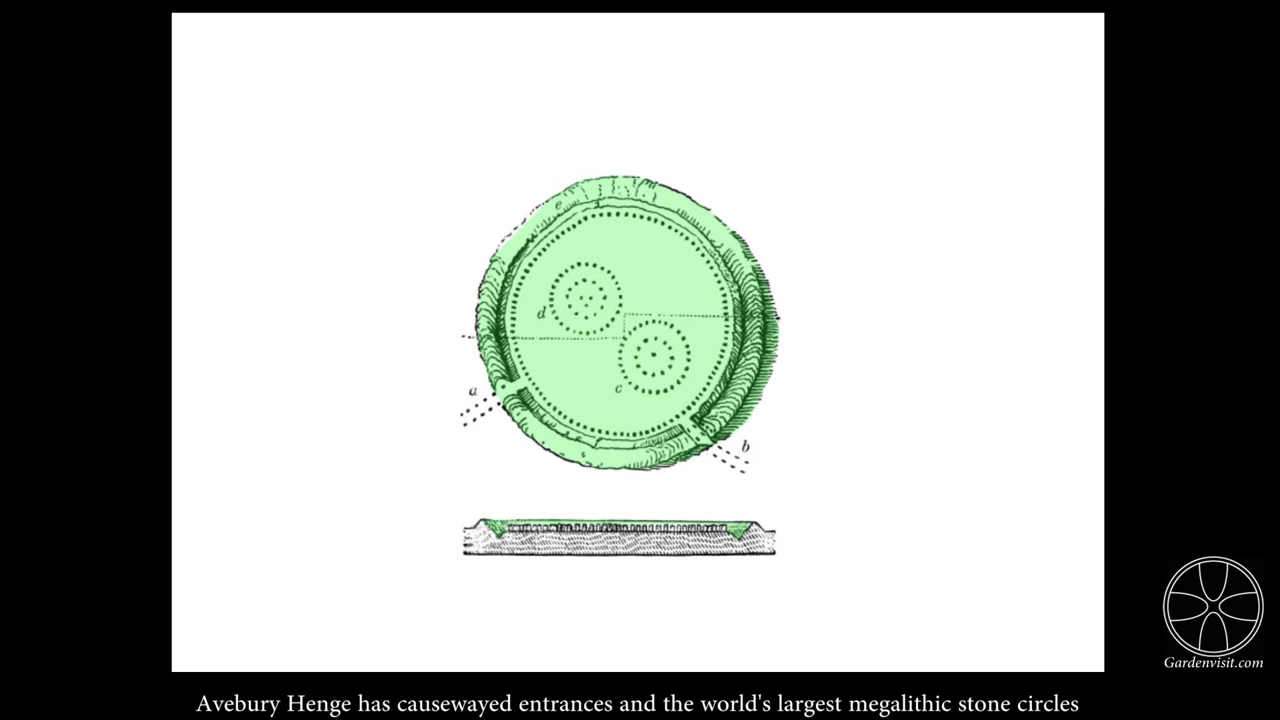 e
d
c
a
b
Gardenvisit.com
Avebury Henge has causewayed entrances and the world's largest megalithic stone circles